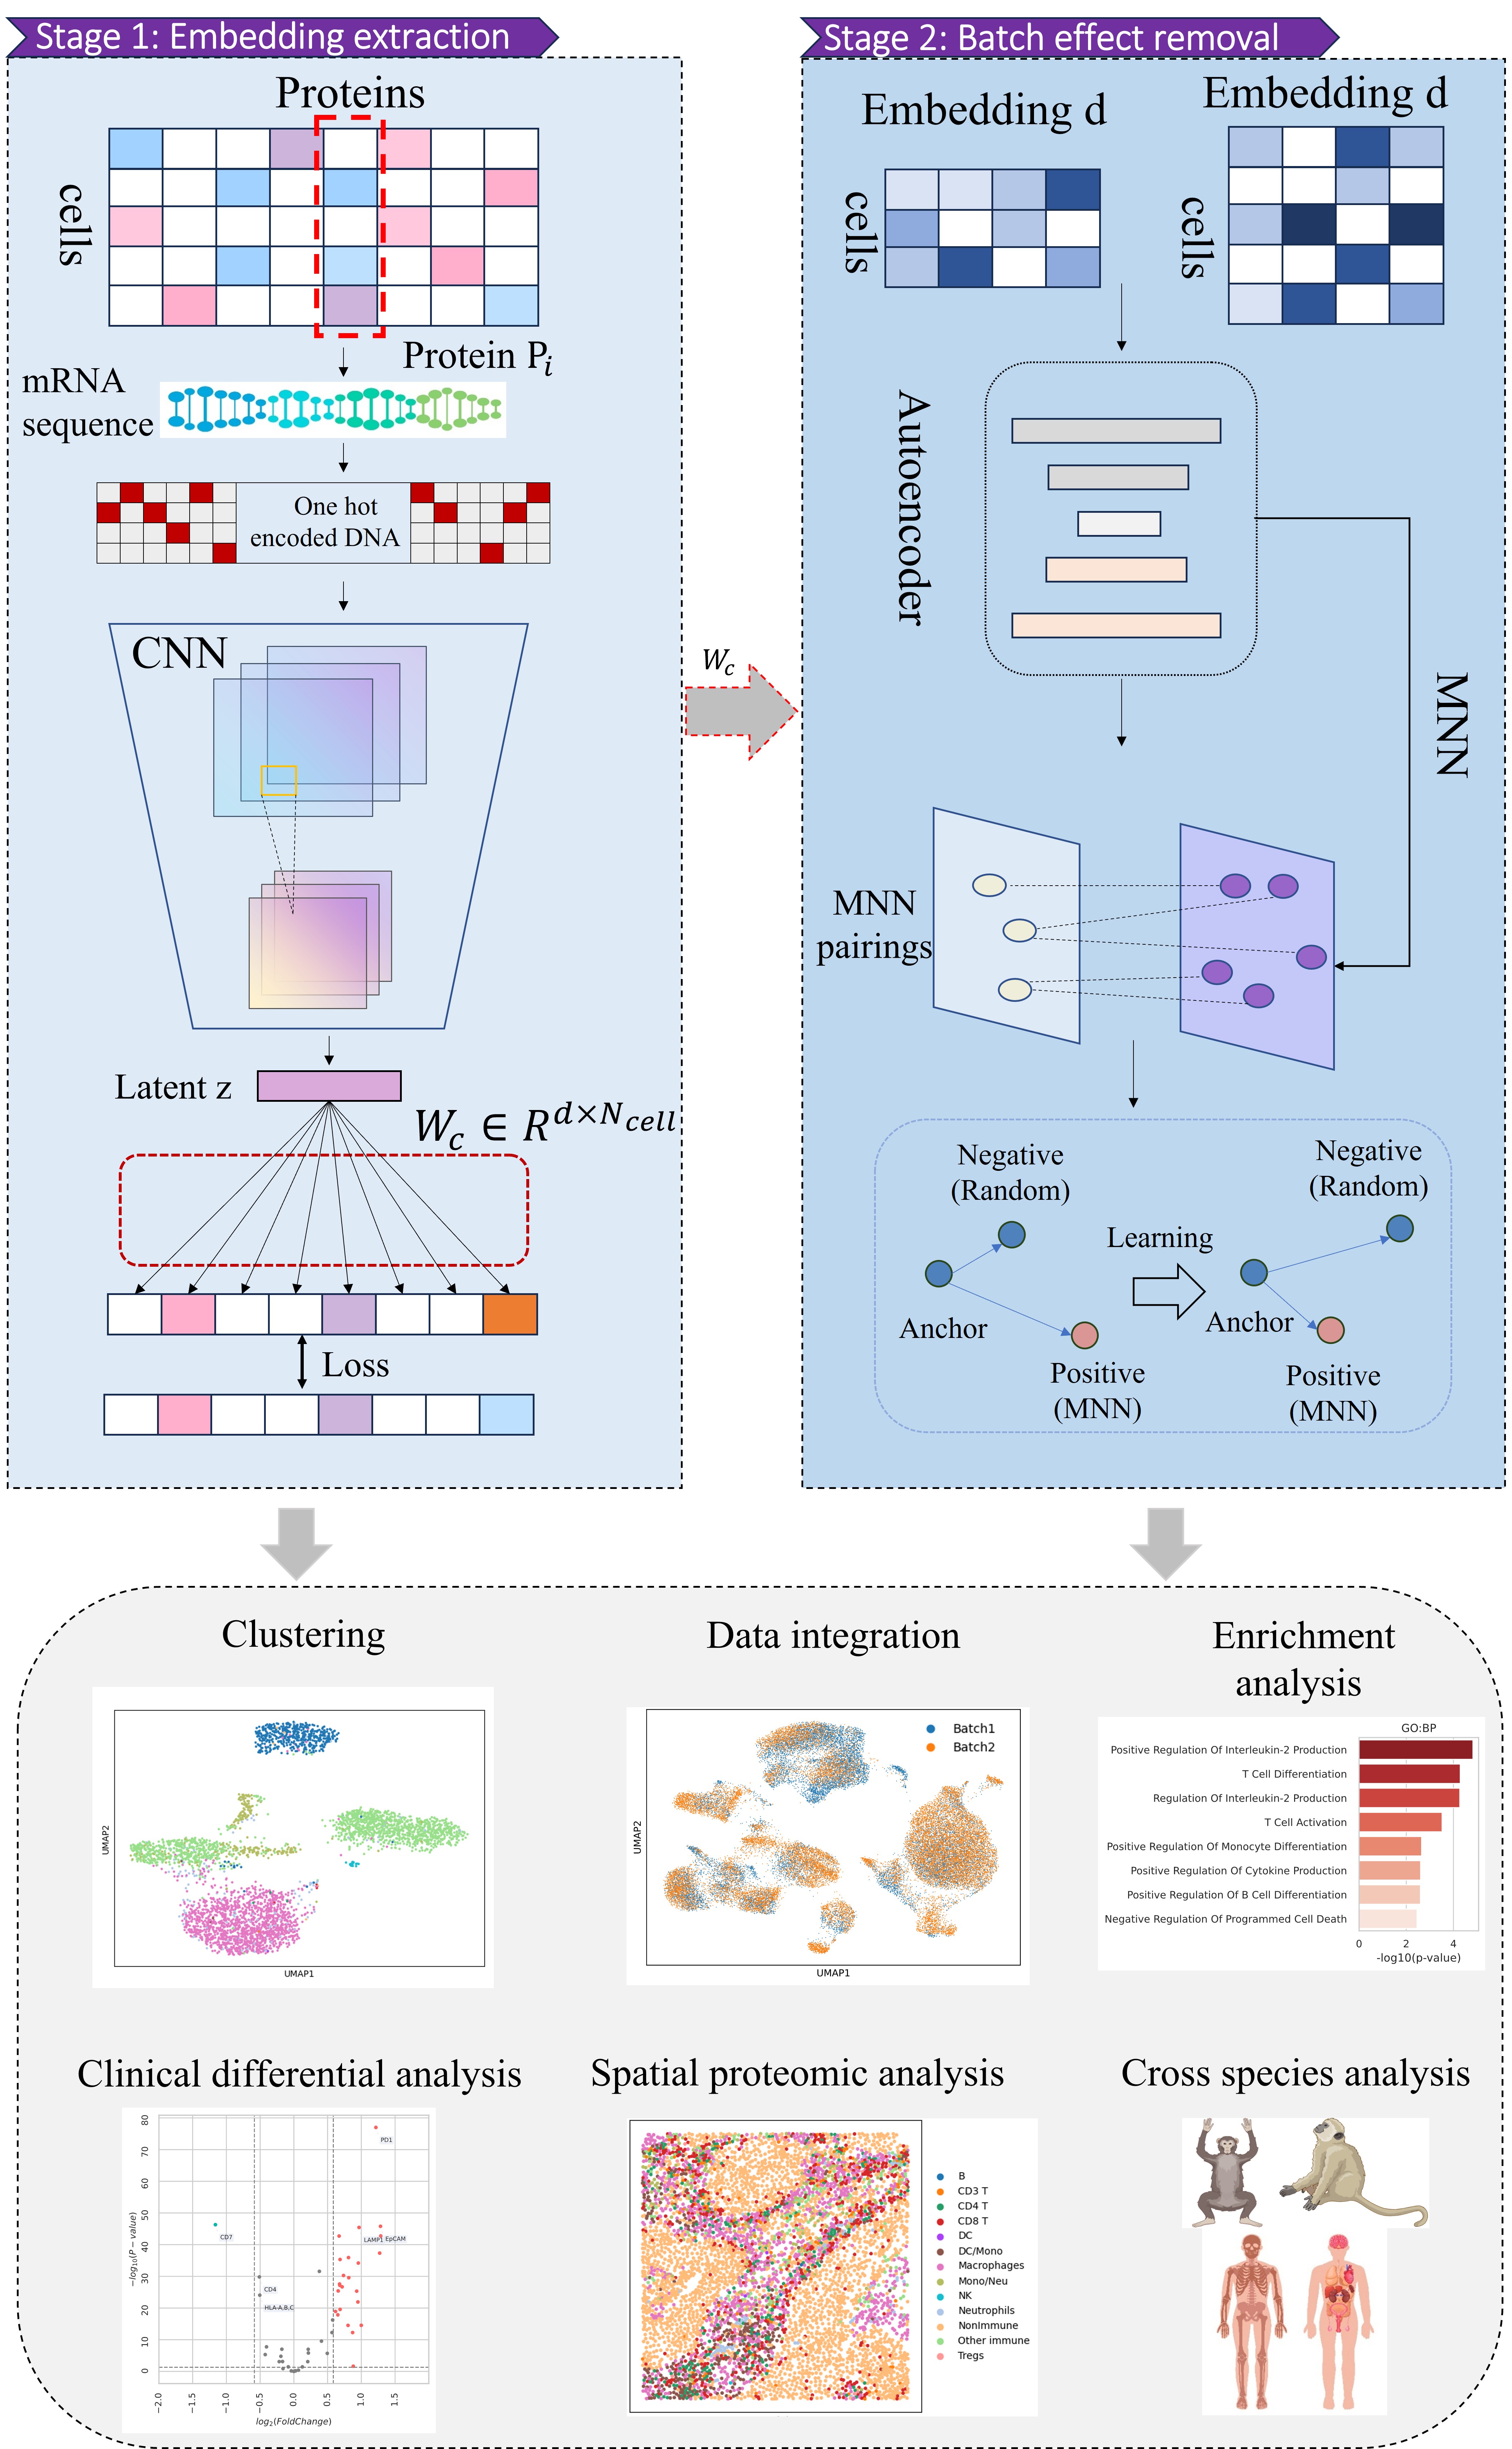 Stage 1: Embedding extraction
Proteins
cells
Protein P𝑖
mRNA
sequence
One hot
encoded DNA
CNN
Latent z
W_c ∈ R^{d×N_{cell}}
Loss
W_c
Stage 2: Batch effect removal
Embedding d
Embedding d
cells
cells
Autoencoder
MNN
MNN
pairings
Negative
(Random)
Negative
(Random)
Learning
Anchor
Anchor
Positive
(MNN)
Positive
(MNN)
Clustering
UMAP2
UMAP1
Data integration
Batch1
Batch2
UMAP2
UMAP1
Enrichment
analysis
GO:BP
Positive Regulation Of Interleukin-2 Production
T Cell Differentiation
Regulation Of Interleukin-2 Production
T Cell Activation
Positive Regulation Of Monocyte Differentiation
Positive Regulation Of Cytokine Production
Positive Regulation Of B Cell Differentiation
Negative Regulation Of Programmed Cell Death
0 2 4
-log10(p-value)
Clinical differential analysis
80
70
60
50
40
30
20
10
0
−log10(P − value)
PD1
CD7
LAMP1 EpCAM
CD4
HLA-A,B,C
−2.0 −1.5 −1.0 −0.5 0.0 0.5 1.0 1.5
log2(FoldChange)
Spatial proteomic analysis
B
CD3 T
CD4 T
CD8 T
DC
DC/Mono
Macrophages
Mono/Neu
NK
Neutrophils
NonImmune
Other immune
Tregs
Cross species analysis